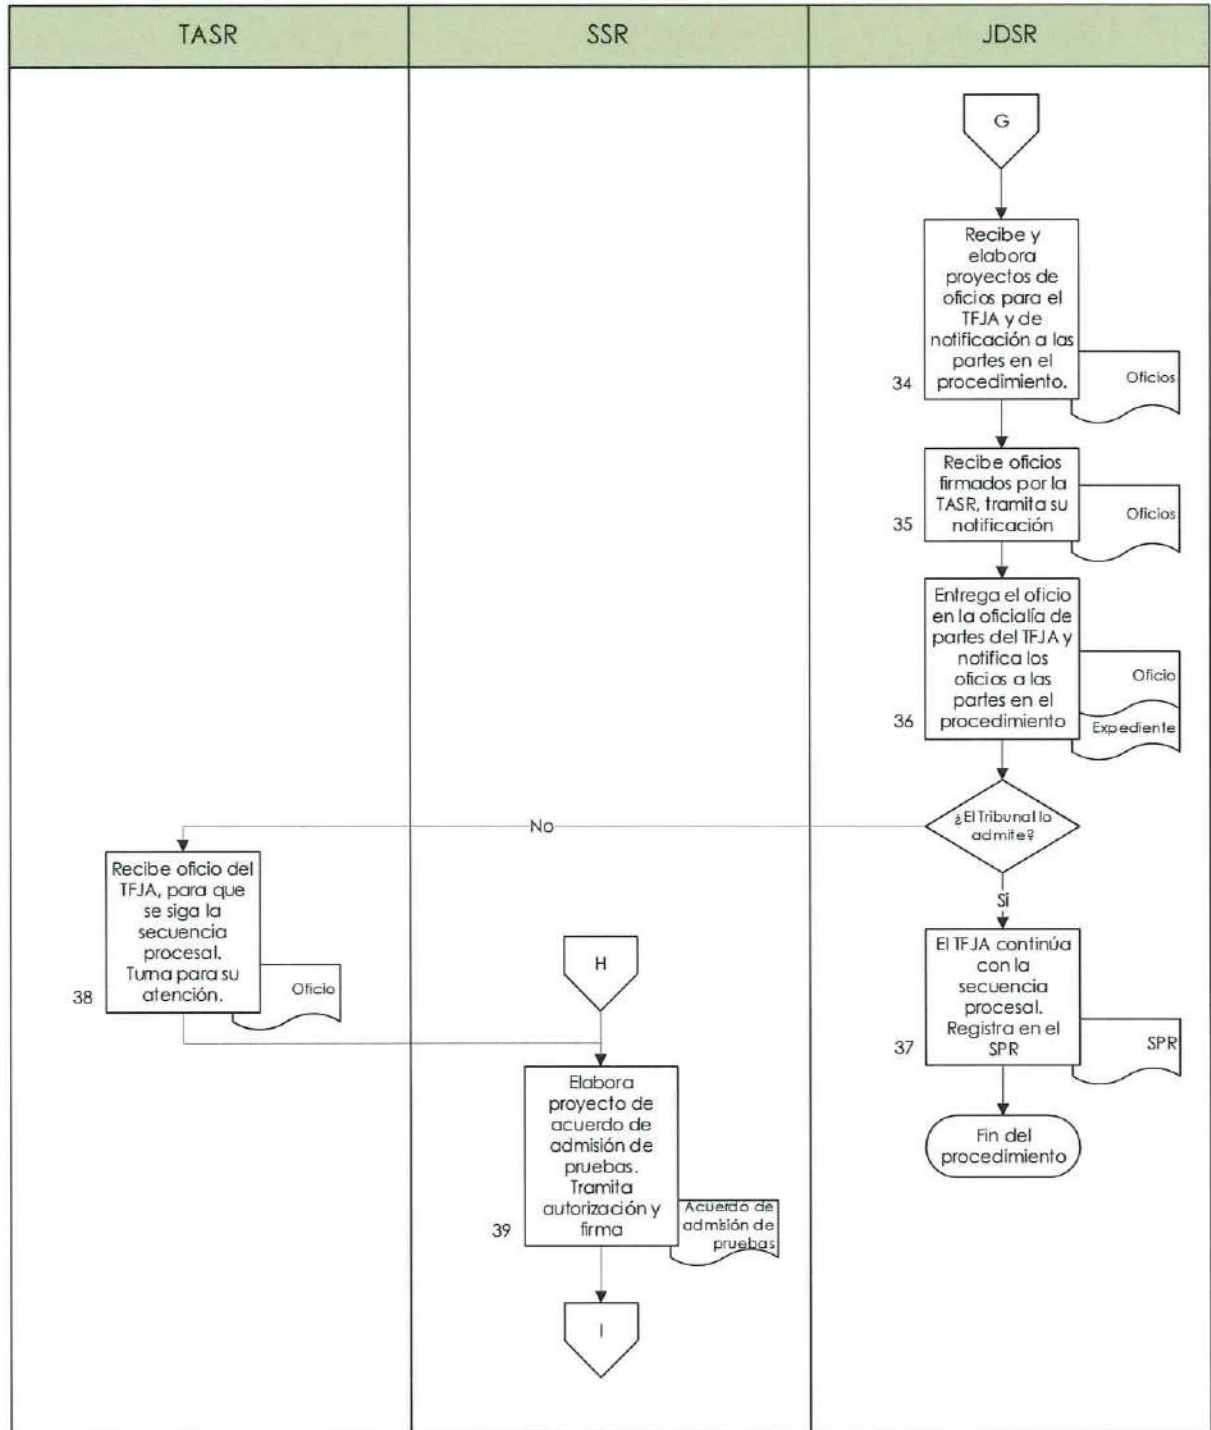 TASR
SSR
JDSR
G
Recibe y
elabora
proyectos de
oficios para el
TFJA y de
notificación a las
partes en el
procedimiento.
34
Oficios
Recibe oficios
firmados por la
TASR, tramita su
notificación
35
Oficios
Entrega el oficio
en la oficialía de
partes del TFJA y
notifica los
oficios a las
partes en el
procedimiento
36
Oficio
Expediente
¿El Tribunal la
admite?
No
Si
Recibe oficio del
TFJA, para que
se siga la
secuencia
procesal.
Turna para su
atención.
38
Oficio
H
El TFJA continúa
con la
secuencia
procesal.
Registra en el
SPR
37
SPR
Elabora
proyecto de
acuerdo de
admisión de
pruebas.
Tramita
autorización y
firma
39
Acuerdo de
admisión de
pruebas
Fin del
procedimiento
I